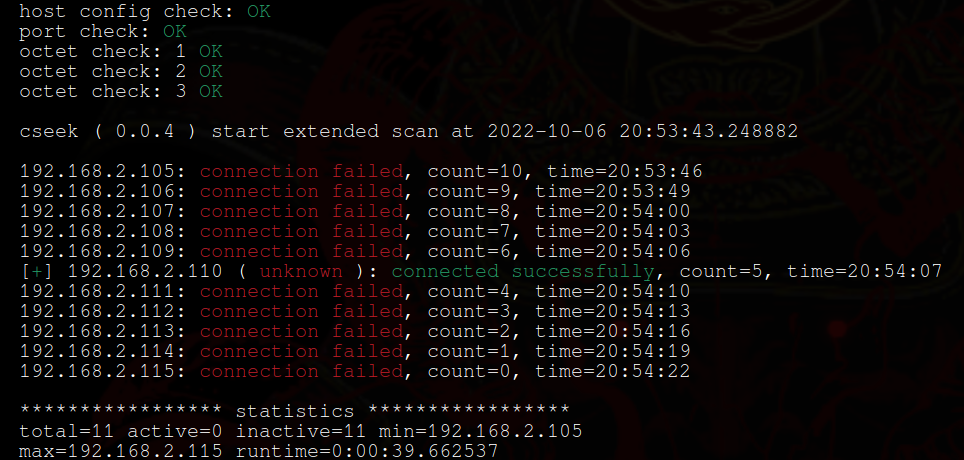 host config check: OK
port check: OK
octet check: 1 OK
octet check: 2 OK
octet check: 3 OK
cseek ( 0.0.4 ) start extended scan at 2022-10-06 20:53:43.248882
192.168.2.105: connection failed, count=10, time=20:53:46
192.168.2.106: connection failed, count=9, time=20:53:49
192.168.2.107: connection failed, count=8, time=20:54:00
192.168.2.108: connection failed, count=7, time=20:54:03
192.168.2.109: connection failed, count=6, time=20:54:06
[+] 192.168.2.110 ( unknown ): connected successfully, count=5, time=20:54:07
192.168.2.111: connection failed, count=4, time=20:54:10
192.168.2.112: connection failed, count=3, time=20:54:13
192.168.2.113: connection failed, count=2, time=20:54:16
192.168.2.114: connection failed, count=1, time=20:54:19
192.168.2.115: connection failed, count=0, time=20:54:22
***************** statistics *****************
total=11 active=0 inactive=11 min=192.168.2.105
max=192.168.2.115 runtime=0:00:39.662537